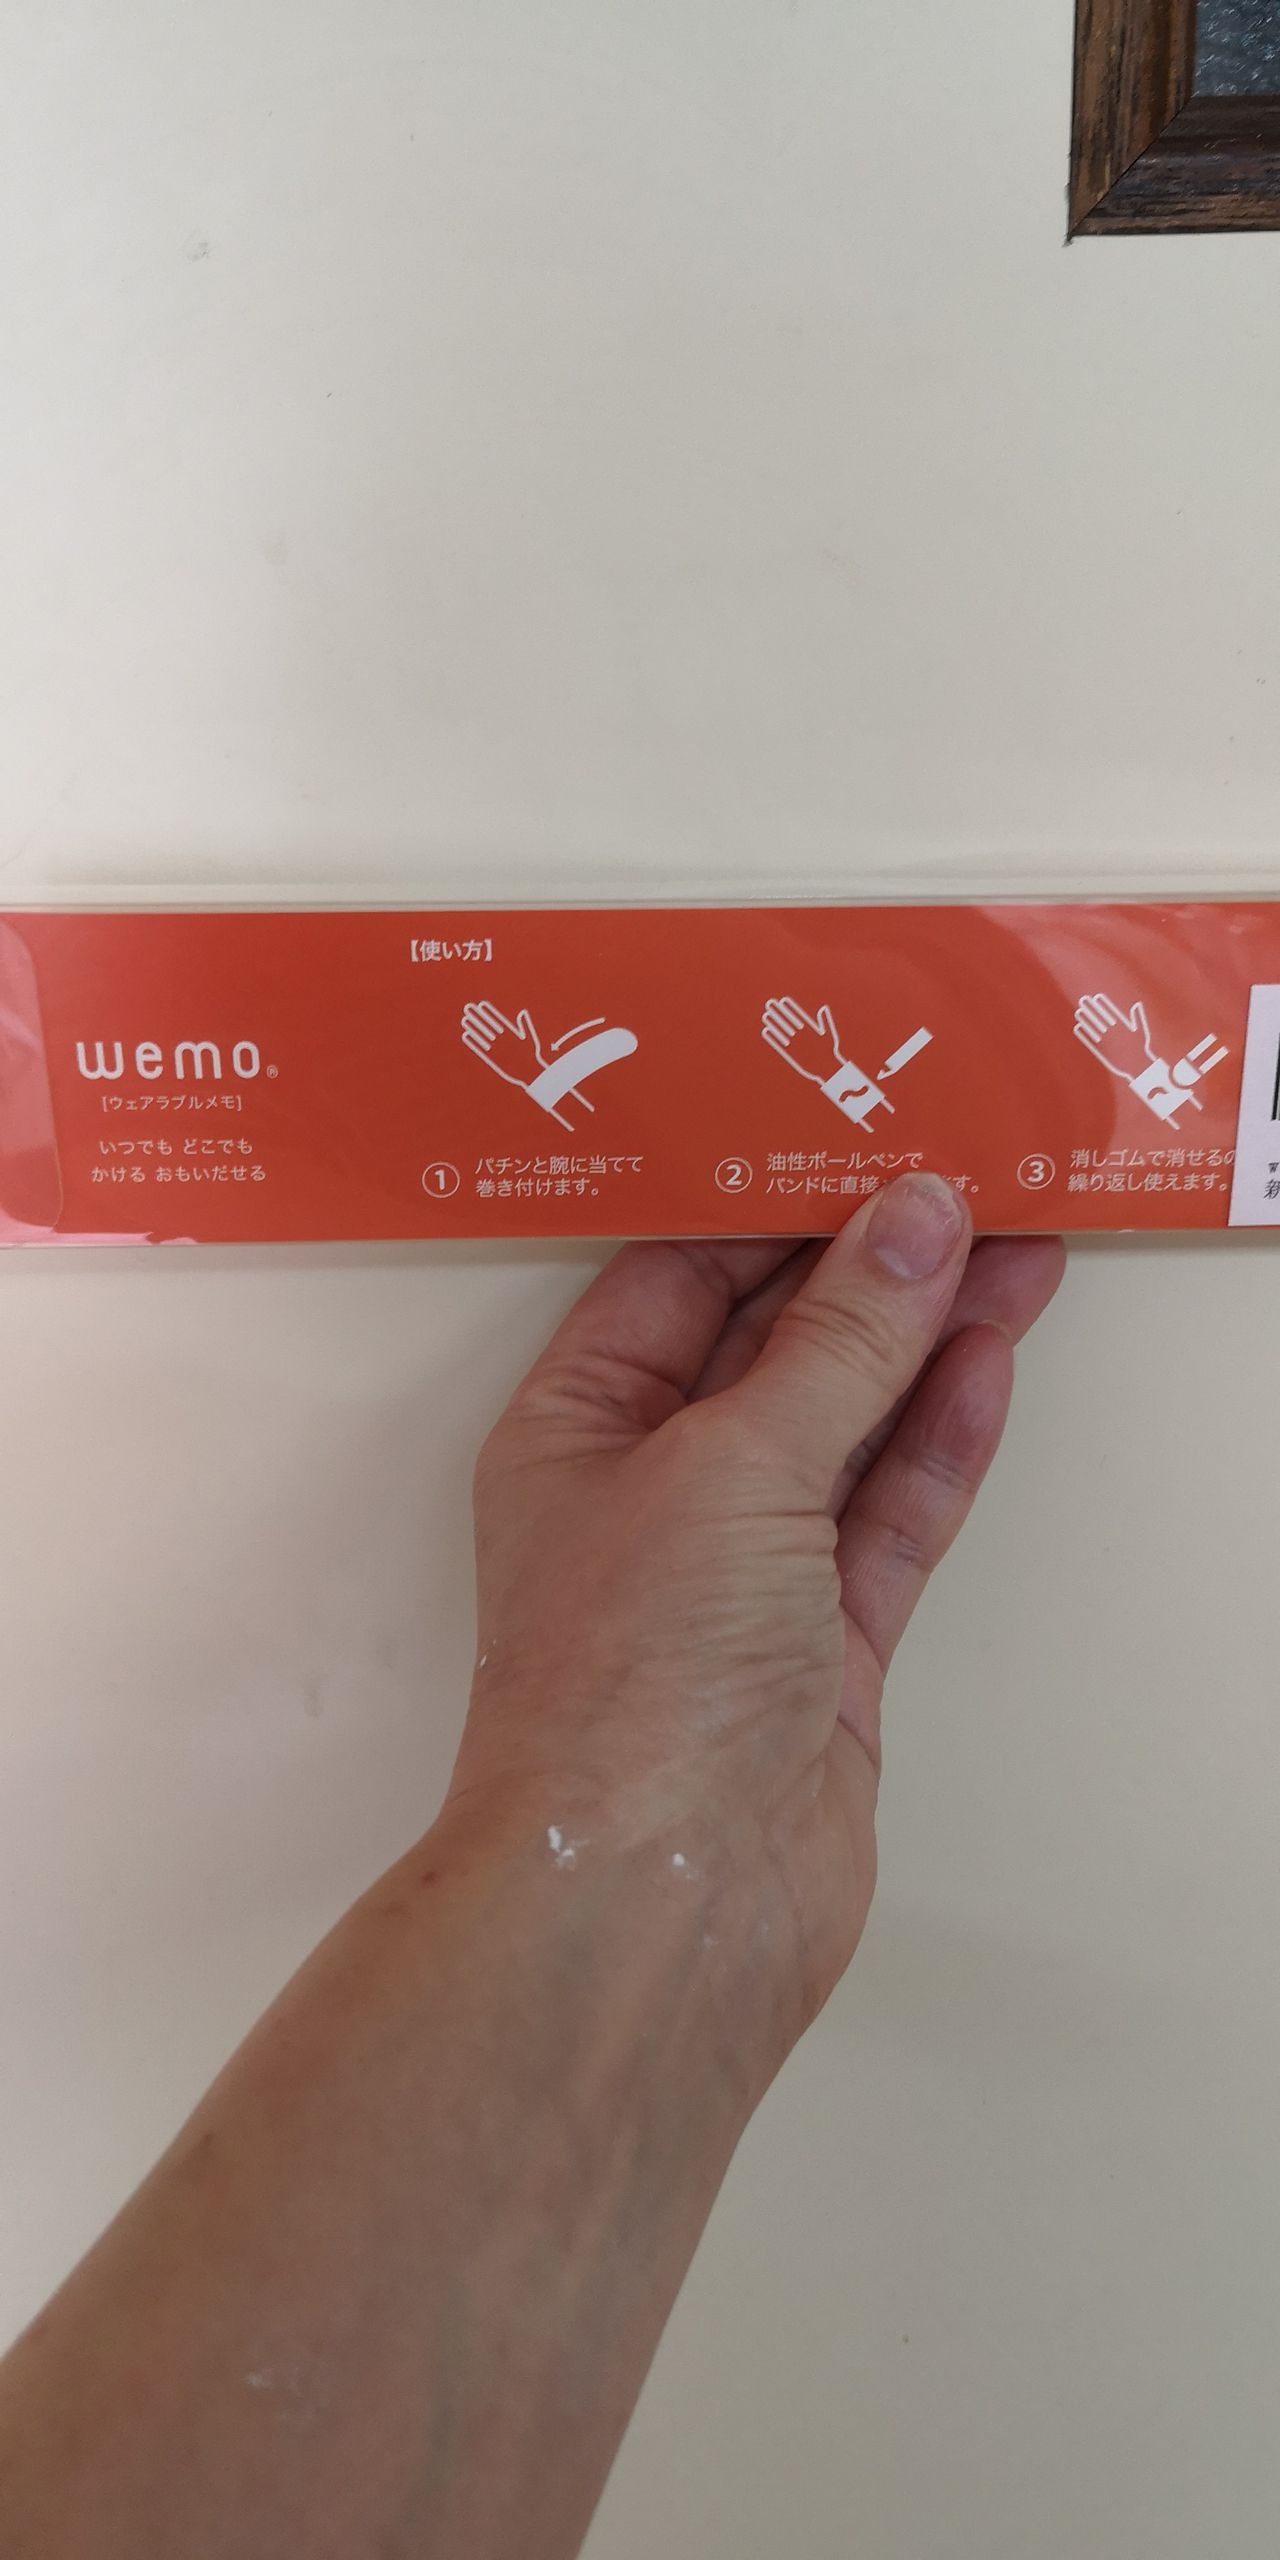 【使い方】
wemo®
[ウェアラブルメモ]
いつでも どこでも
かける おもいだせる
① パチンと腕に当てて
巻き付けます。
② 油性ボールペンで
バンドに直接 ます。
③ 消しゴムで消せるの
繰り返し使えます。
w
新